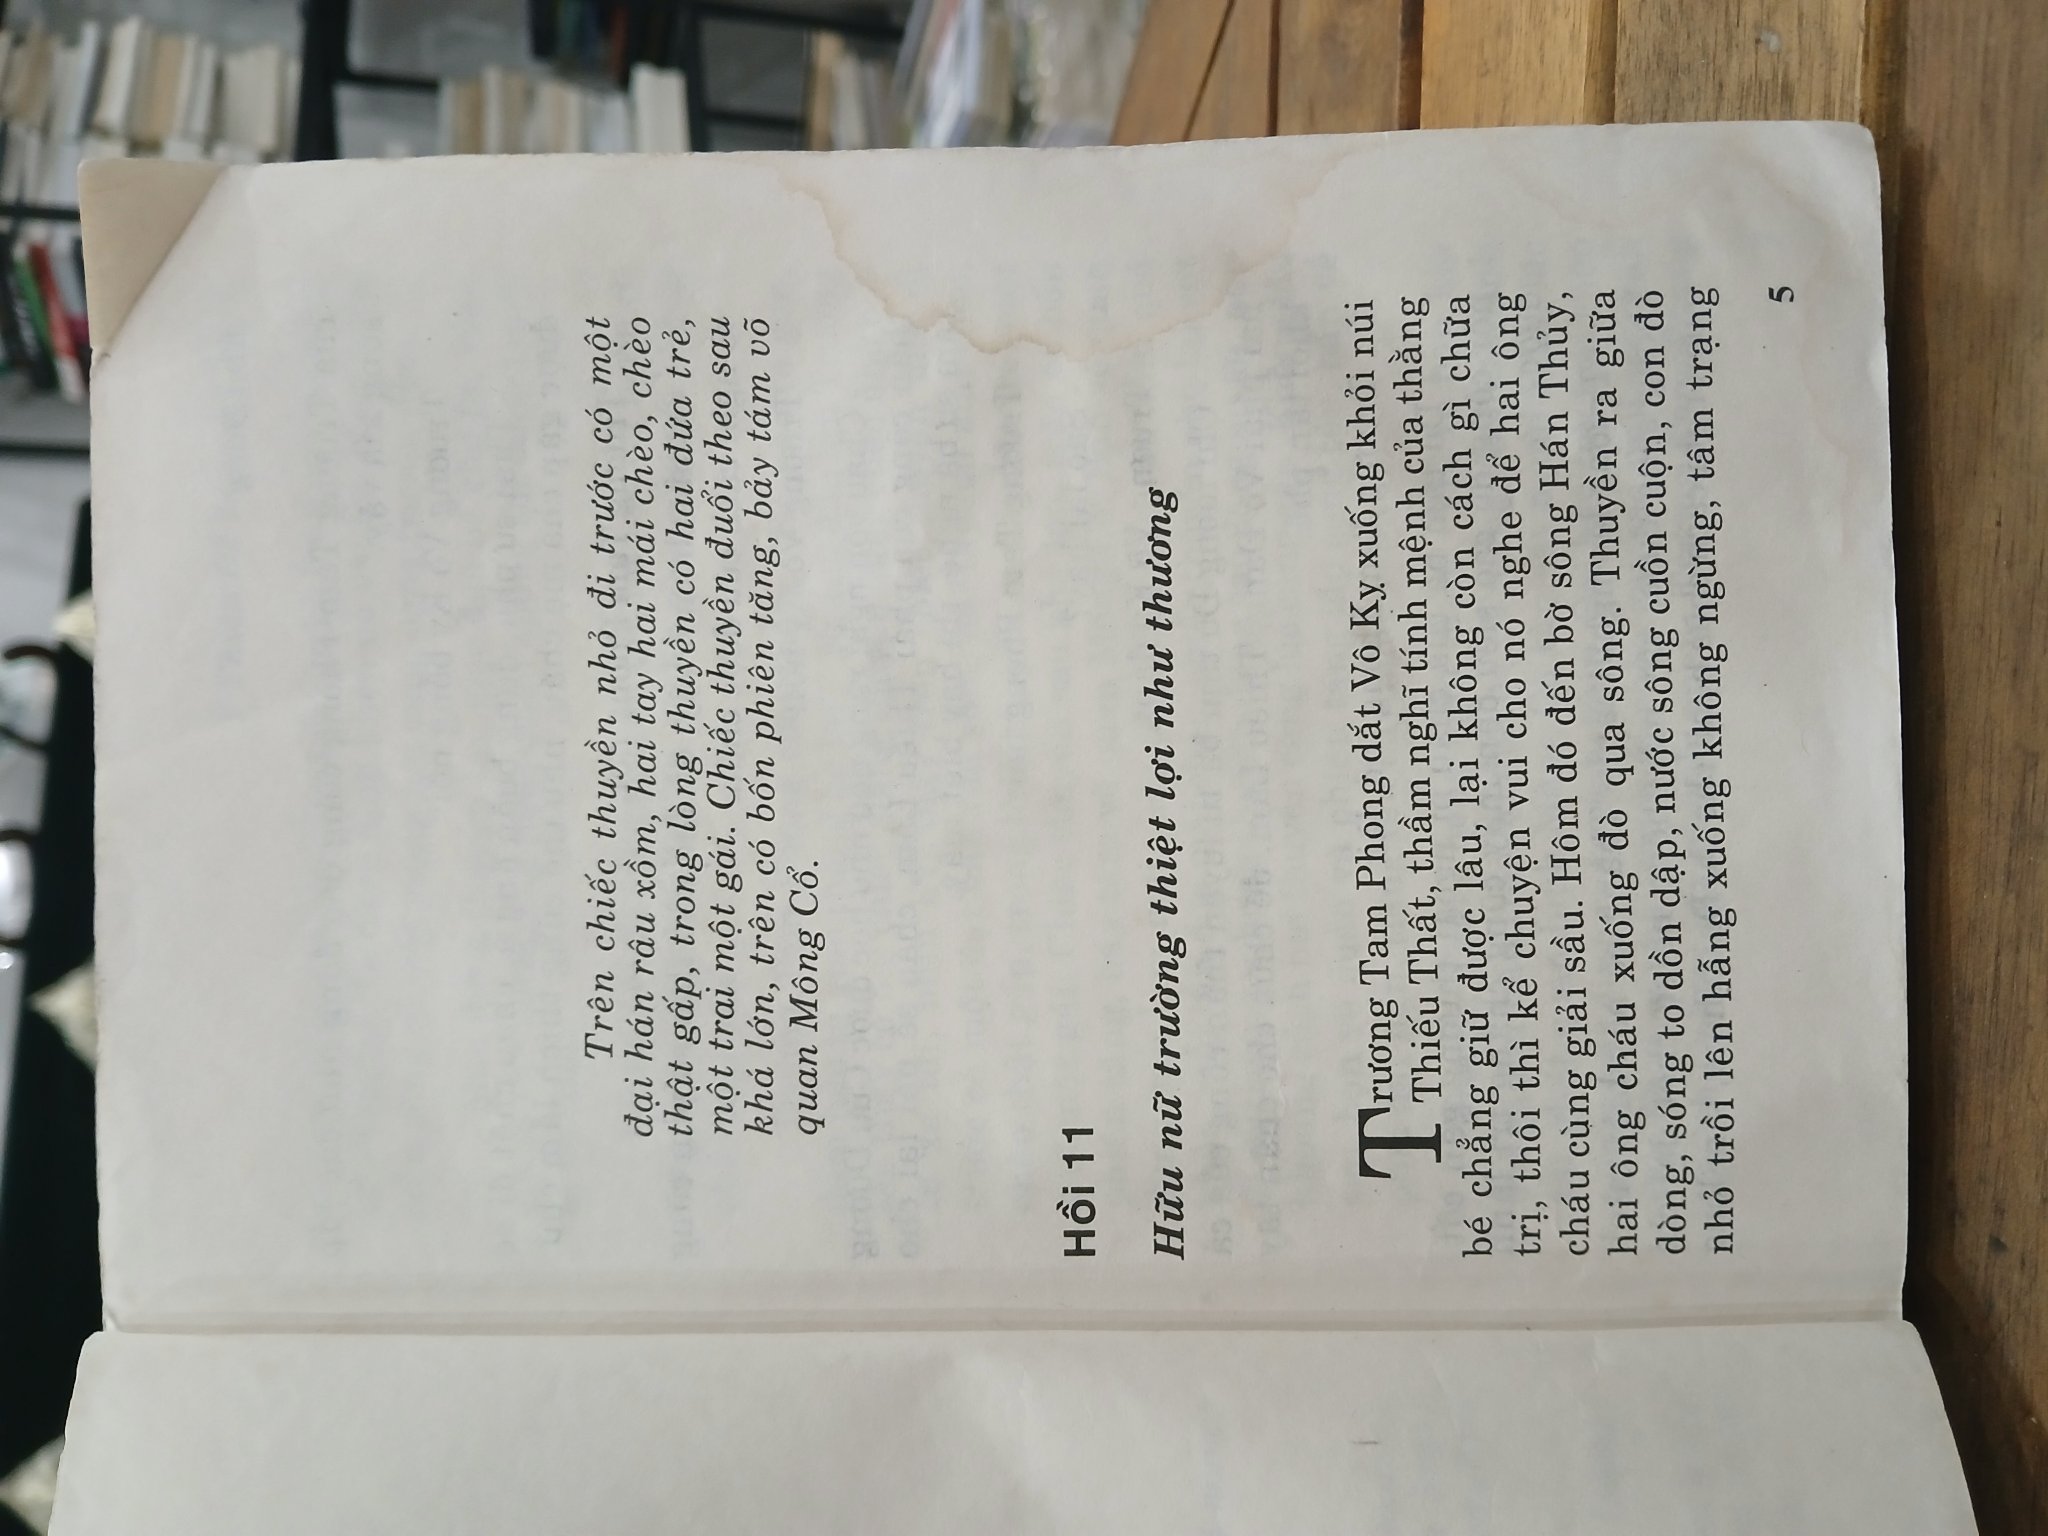 Trên chiếc thuyền nhỏ đi trước có một
đại hán râu xồm, hai tay hai mái chèo, chèo
thật gấp, trong lòng thuyền có hai đứa trẻ,
một trai một gái. Chiếc thuyền đuổi theo sau
khá lớn, trên có bốn phiên tăng, bảy tám võ
quan Mông Cổ.
Hồi 11
Hữu nữ trường thiệt lợi như thương
Trương Tam Phong dắt Vô Kỵ xuống khỏi núi
Thiếu Thất, thầm nghĩ tính mệnh của thằng
bé chẳng giữ được lâu, lại không còn cách gì chữa
trị, thôi thì kể chuyện vui cho nó nghe để hai ông
cháu cùng giải sầu. Hôm đó đến bờ sông Hán Thủy,
hai ông cháu xuống đò qua sông. Thuyền ra giữa
dòng, sóng to dồn dập, nước sông cuồn cuộn, con đò
nhỏ trồi lên hẫng xuống không ngừng, tâm trạng
5